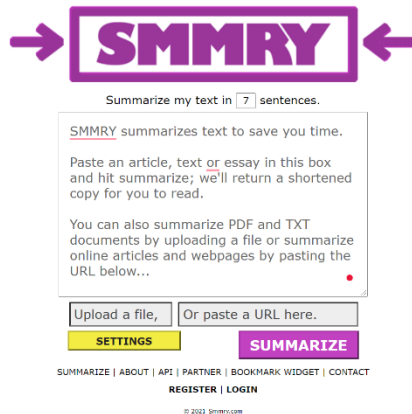 SMMRY
Summarize my text in 7 sentences.
SMMRY summarizes text to save you time.
Paste an article, text or essay in this box
and hit summarize; we'll return a shortened
copy for you to read.
You can also summarize PDF and TXT
documents by uploading a file or summarize
online articles and webpages by pasting the
URL below...
Upload a file, Or paste a URL here.
SETTINGS SUMMARIZE
SUMMARIZE | ABOUT | API | PARTNER | BOOKMARK WIDGET | CONTACT
REGISTER | LOGIN
© 2021 Smmry.com